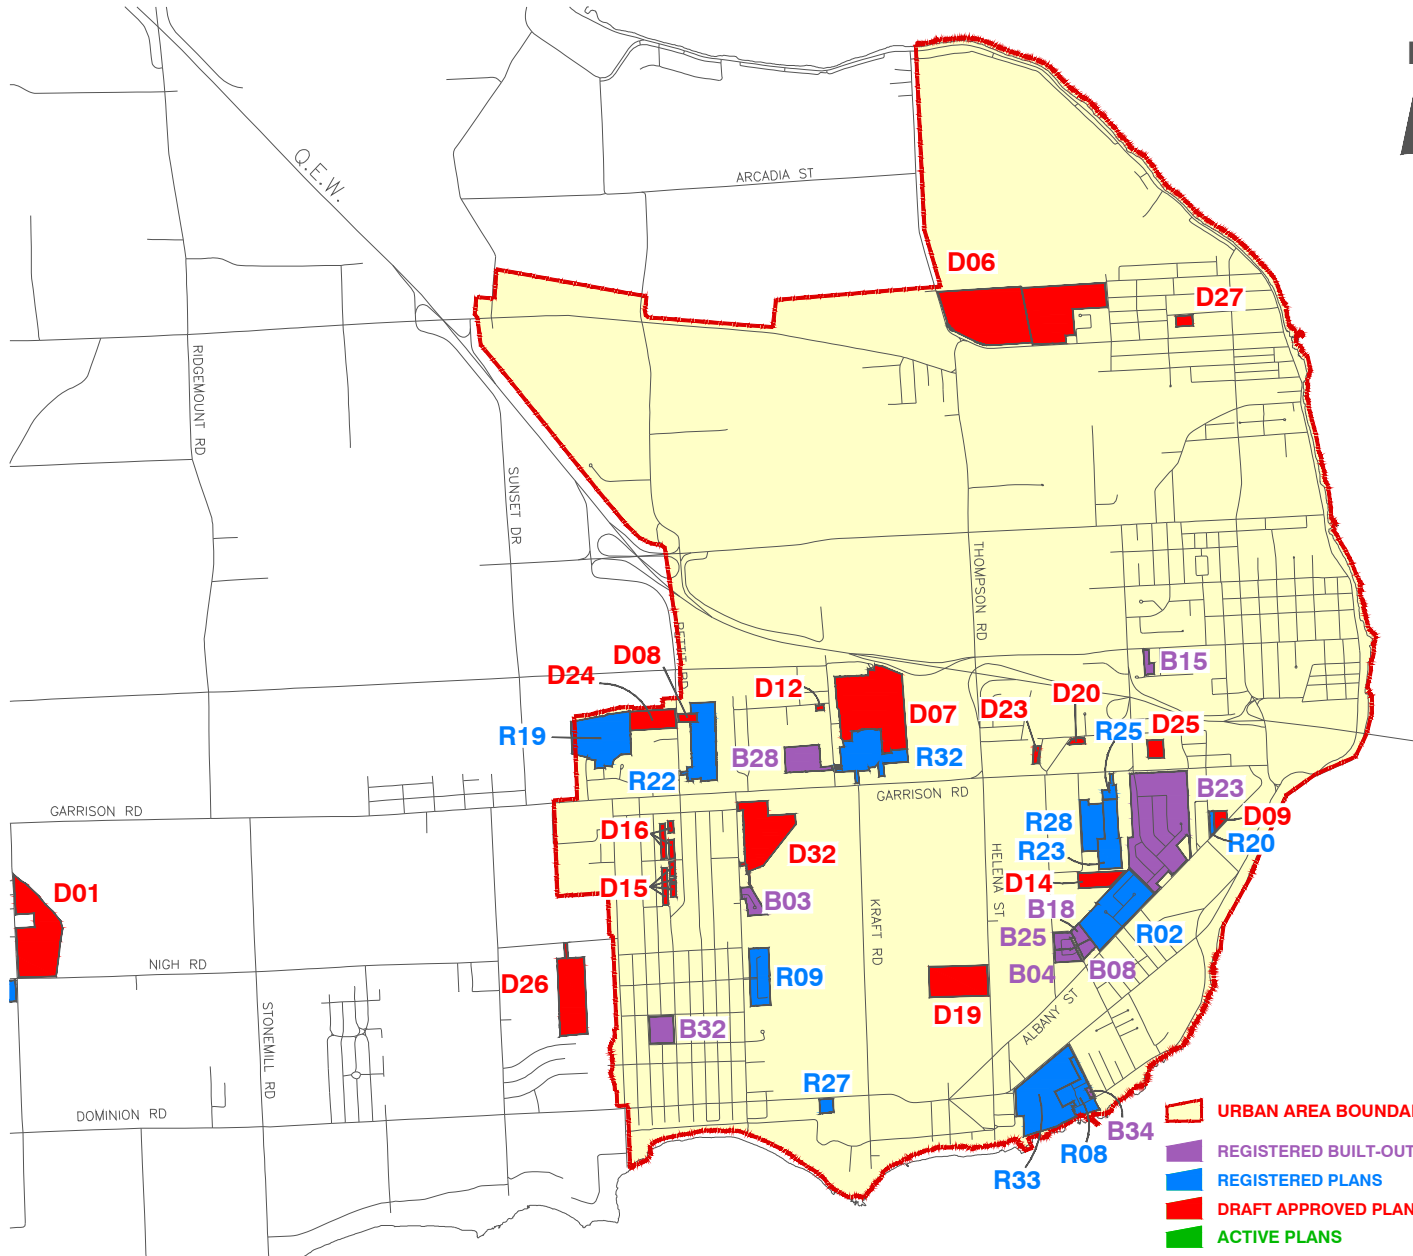 Q.E.W.
ARCADIA ST
D06
D27
RIDGEMOUNT RD
SUNSET DR
THOMPSON RD
D08
D24
B15
D12
D20
D07
D23
R25
D25
R19
B28
R32
R22
B23
GARRISON RD
GARRISON RD
D09
R28
D16
R20
R23
D32
HELENA ST
D14
D15
D01
B03
B18
KRAFT RD
R02
B25
NIGH RD
B04
B08
R09
D26
D19
ALBANY ST
B32
STONEMILL RD
R27
DOMINION RD
B34
R08
R33
URBAN AREA
REGISTERED BUILT-OUT
REGISTERED PLANS
DRAFT APPROVED PLAN
ACTIVE PLANS